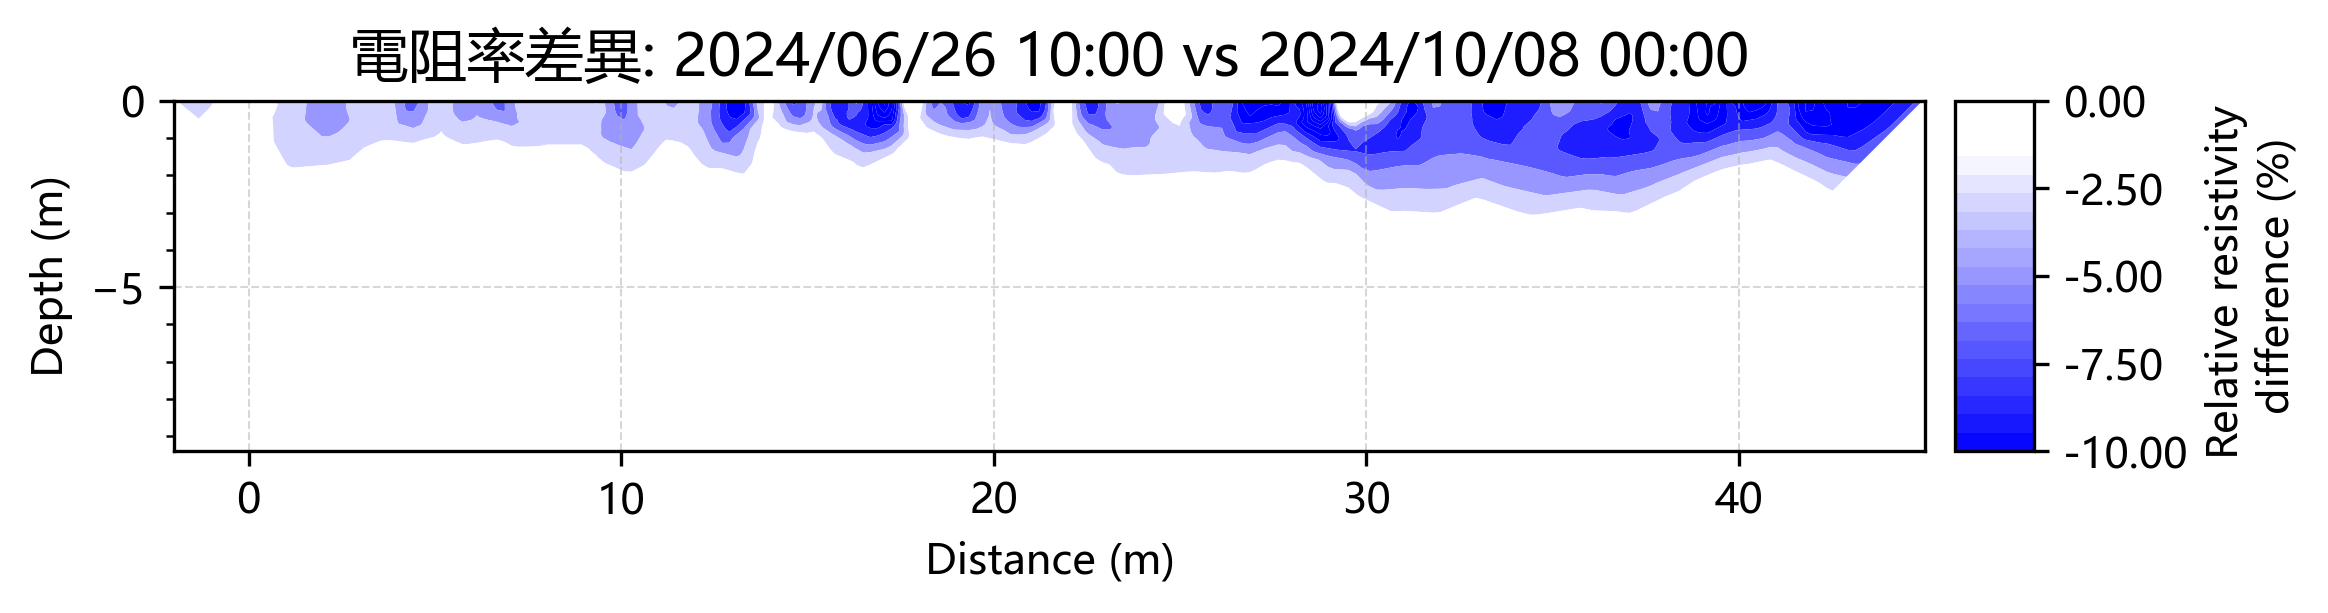 電阻率差異: 2024/06/26 10:00 vs 2024/10/08 00:00
0
−5
Depth (m)
0
10
20
30
40
Distance (m)
0.00
-2.50
-5.00
-7.50
-10.00
Relative resistivity
difference (%)